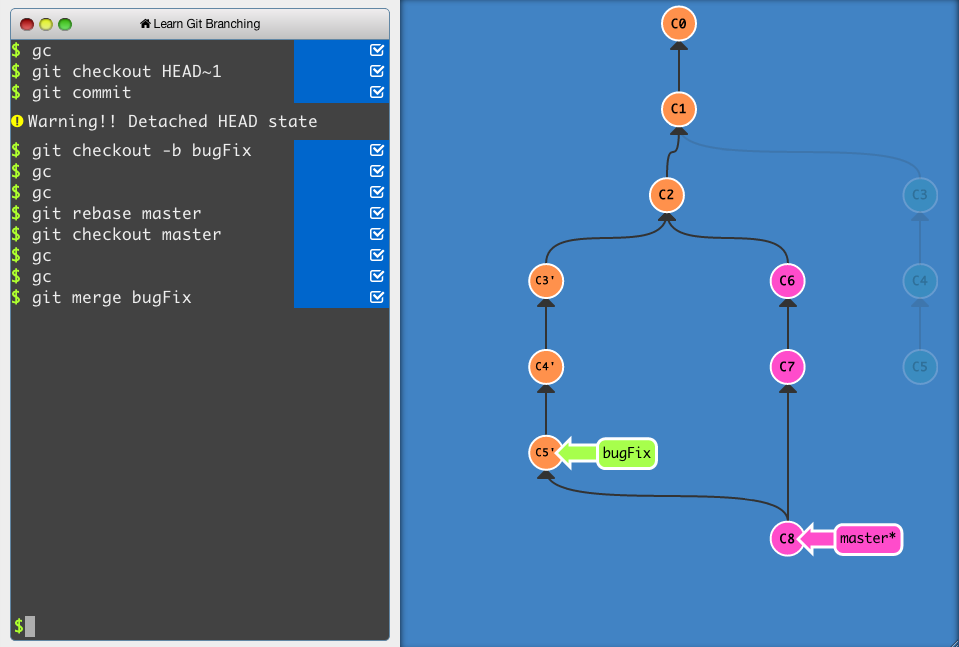 Learn Git Branching
$ gc
$ git checkout HEAD~1
$ git commit
Warning!! Detached HEAD state
$ git checkout -b bugFix
$ gc
$ gc
$ git rebase master
$ git checkout master
$ gc
$ gc
$ git merge bugFix
$
C0
C1
C2
C3
C3'
C6
C4
C4'
C7
C5
C5'
bugFix
C8
master*